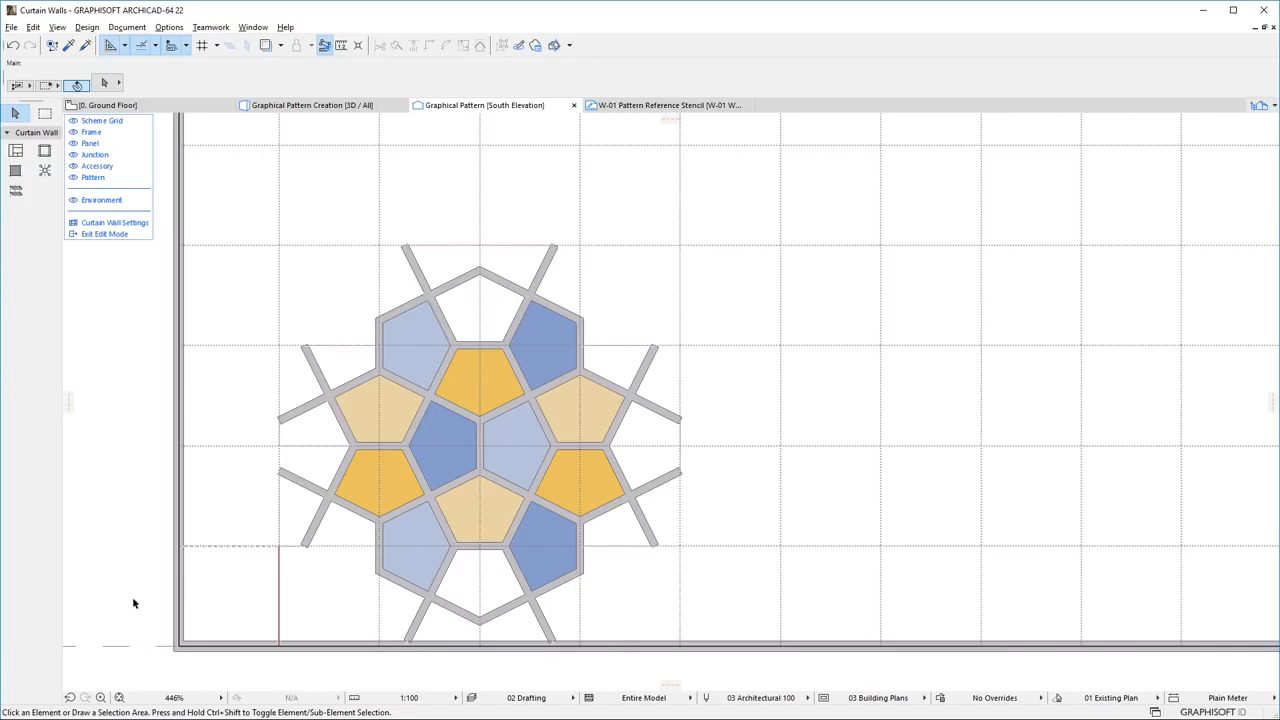 Curtain Walls - GRAPHISOFT ARCHICAD-64 22
File Edit View Design Document Options Teamwork Window Help
Main:
[0. Ground Floor] Graphical Pattern Creation [3D / All] Graphical Pattern [South Elevation] W-01 Pattern Reference Stencil [W-01 W...
Curtain Wall
Scheme Grid
Frame
Panel
Junction
Accessory
Pattern
Environment
Curtain Wall Settings
Exit Edit Mode
446% N/A 1:100 02 Drafting Entire Model 03 Architectural 100 03 Building Plans No Overrides 01 Existing Plan Plain Meter
Click an Element or Draw a Selection Area. Press and Hold Ctrl+Shift to Toggle Element/Sub-Element Selection. GRAPHISOFT ID